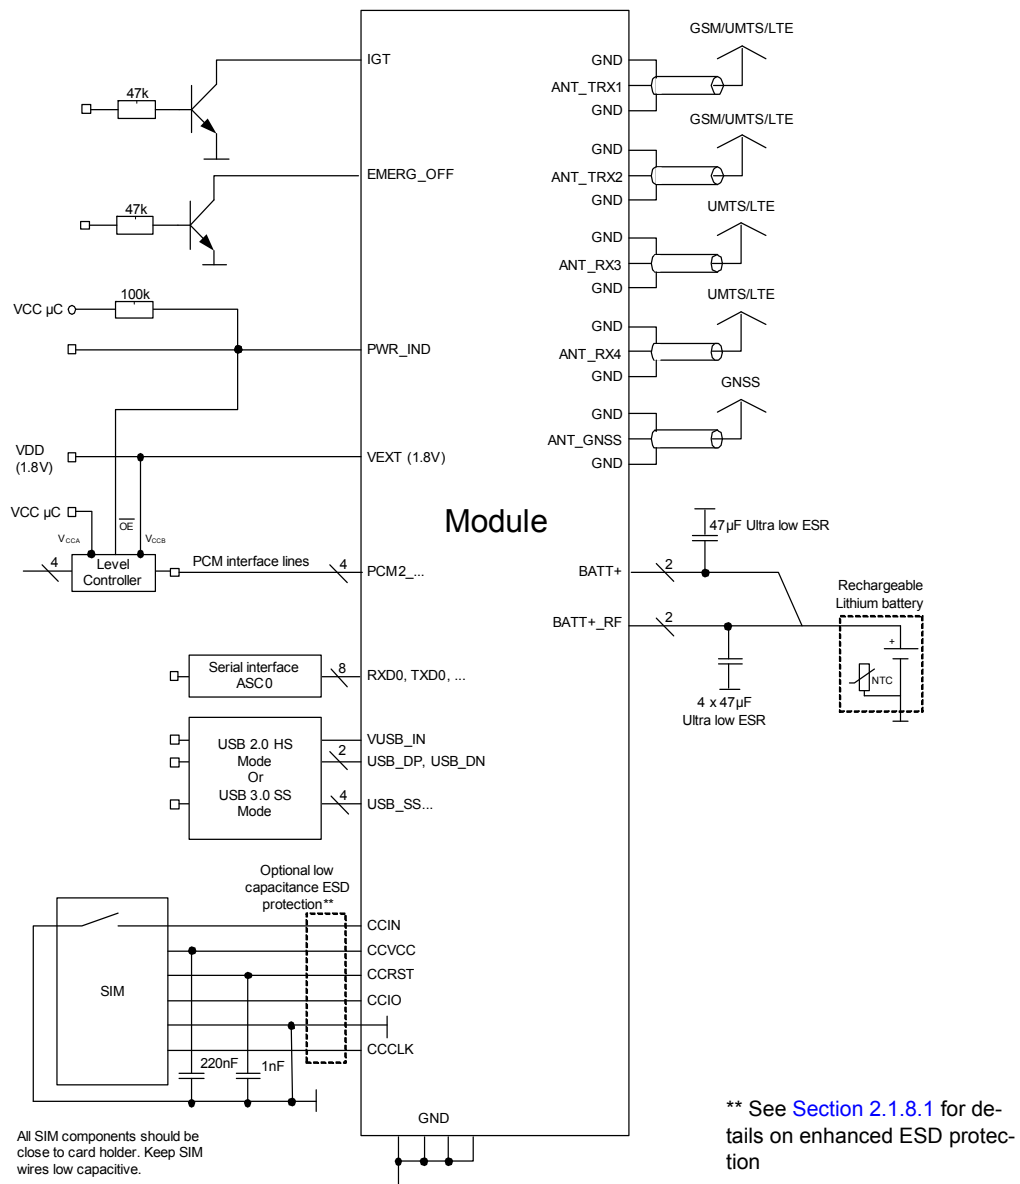 IGT
47k
EMERG_OFF
47k
VCC µC
100k
PWR_IND
VDD
(1.8V)
VEXT (1.8V)
VCC µC
OE
VCCA
VCCB
4
Level
Controller
PCM interface lines
4
PCM2_...
Serial interface
ASC0
8
RXD0, TXD0, ...
USB 2.0 HS
Mode
Or
USB 3.0 SS
Mode
VUSB_IN
2
USB_DP, USB_DN
4
USB_SS...
Optional low
capacitance ESD
protection**
SIM
CCIN
CCVCC
CCRST
CCIO
CCCLK
220nF
1nF
All SIM components should be
close to card holder. Keep SIM
wires low capacitive.
Module
GND
GSM/UMTS/LTE
GND
ANT_TRX1
GND
GSM/UMTS/LTE
GND
ANT_TRX2
GND
UMTS/LTE
GND
ANT_RX3
GND
UMTS/LTE
GND
ANT_RX4
GND
GNSS
GND
ANT_GNSS
GND
47µF Ultra low ESR
BATT+
2
BATT+_RF
2
4 x 47µF
Ultra low ESR
Rechargeable
Lithium battery
+
NTC
** See Section 2.1.8.1 for de-
tails on enhanced ESD protec-
tion